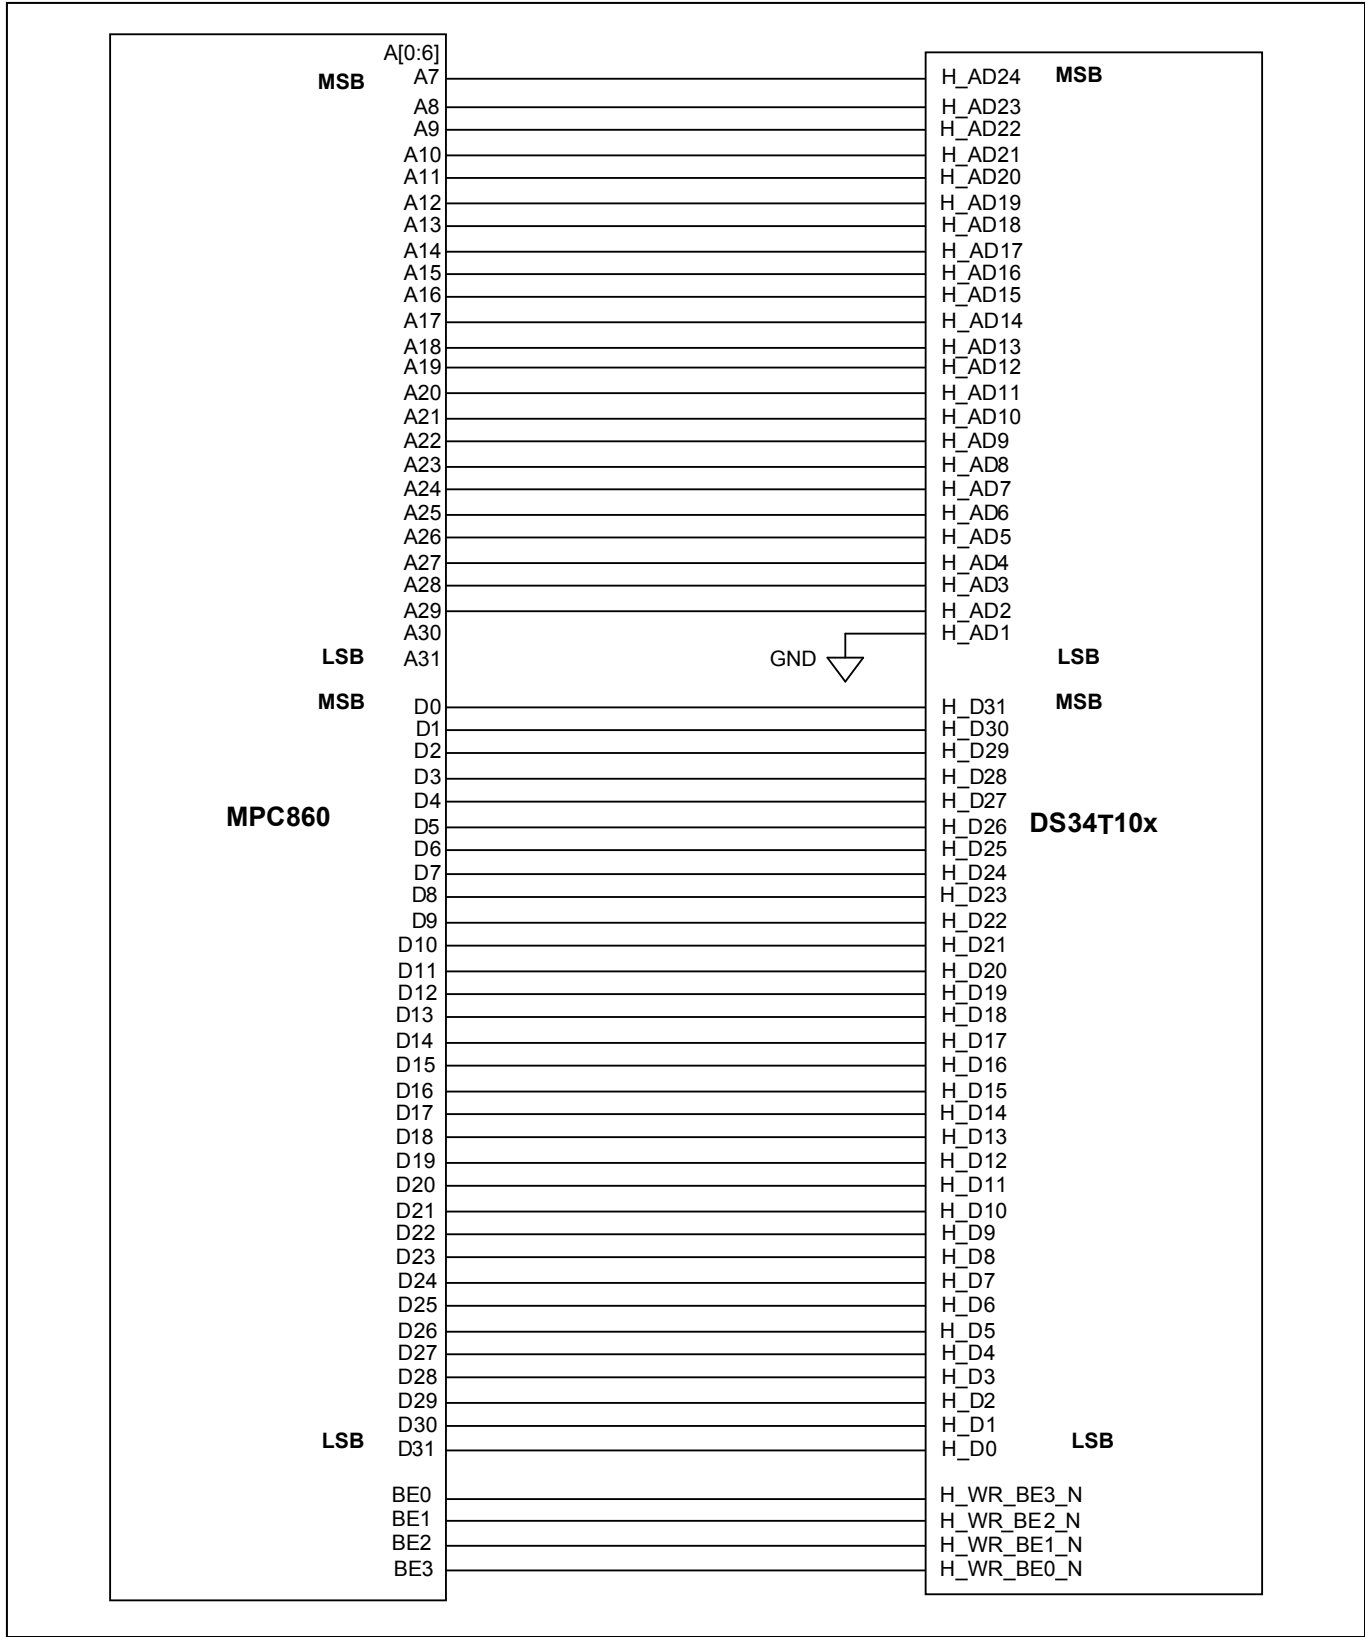 A[0:6]
MSB A7 H_AD24 MSB
A8 H_AD23
A9 H_AD22
A10 H_AD21
A11 H_AD20
A12 H_AD19
A13 H_AD18
A14 H_AD17
A15 H_AD16
A16 H_AD15
A17 H_AD14
A18 H_AD13
A19 H_AD12
A20 H_AD11
A21 H_AD10
A22 H_AD9
A23 H_AD8
A24 H_AD7
A25 H_AD6
A26 H_AD5
A27 H_AD4
A28 H_AD3
A29 H_AD2
A30 H_AD1
LSB A31 GND LSB
MSB D0 H_D31 MSB
D1 H_D30
D2 H_D29
D3 H_D28
D4 H_D27
MPC860 D5 H_D26 DS34T10x
D6 H_D25
D7 H_D24
D8 H_D23
D9 H_D22
D10 H_D21
D11 H_D20
D12 H_D19
D13 H_D18
D14 H_D17
D15 H_D16
D16 H_D15
D17 H_D14
D18 H_D13
D19 H_D12
D20 H_D11
D21 H_D10
D22 H_D9
D23 H_D8
D24 H_D7
D25 H_D6
D26 H_D5
D27 H_D4
D28 H_D3
D29 H_D2
D30 H_D1
LSB D31 H_D0 LSB
BE0 H_WR_BE3_N
BE1 H_WR_BE2_N
BE2 H_WR_BE1_N
BE3 H_WR_BE0_N